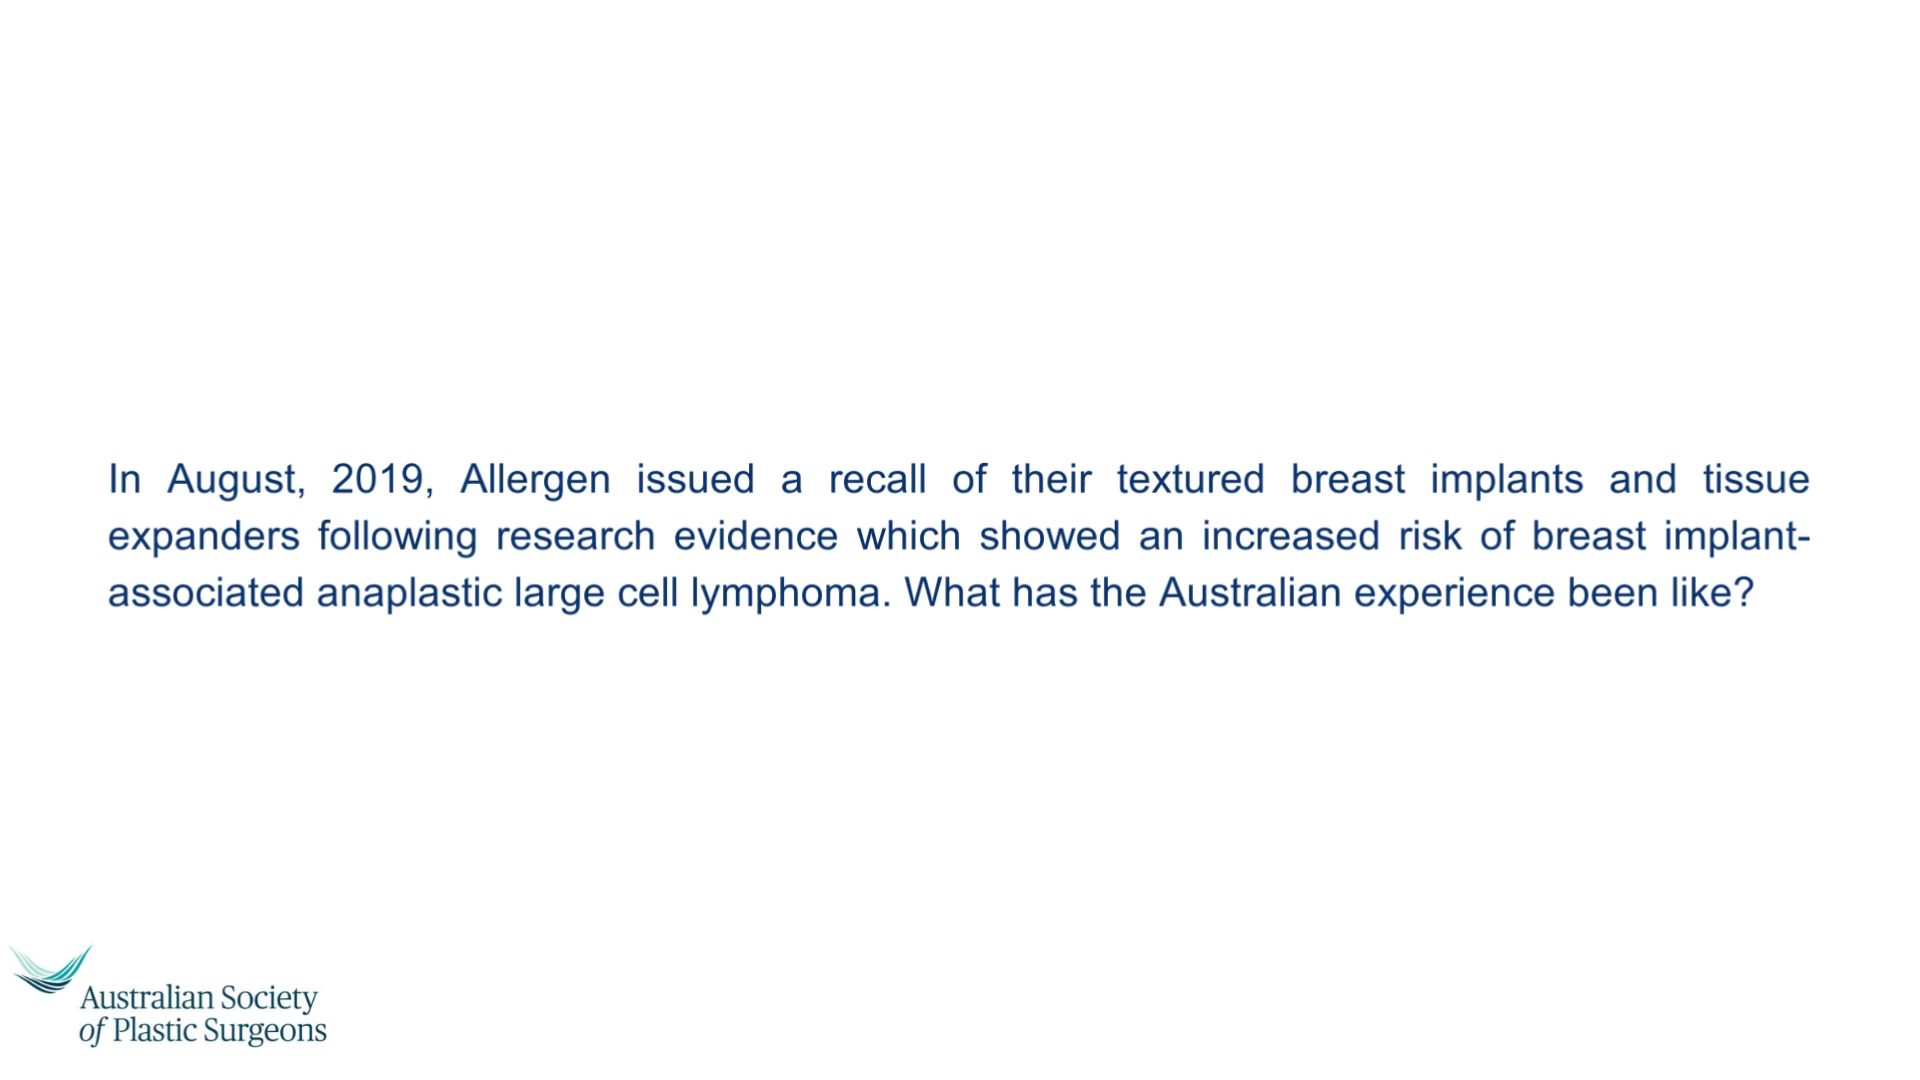 In August, 2019, Allergen issued a recall of their textured breast implants and tissue
expanders following research evidence which showed an increased risk of breast implant-
associated anaplastic large cell lymphoma. What has the Australian experience been like?
Australian Society
of Plastic Surgeons